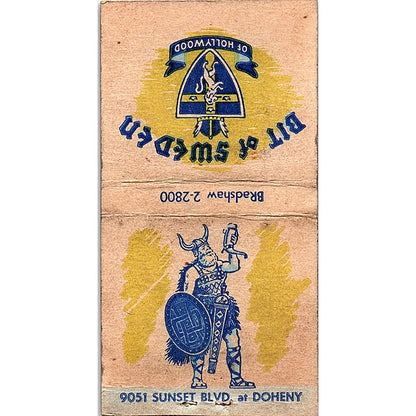 OF HOLLYWOOD
BIT of SWEDEN
BRadshaw 2-2800
9051 SUNSET BLVD. at DOHENY